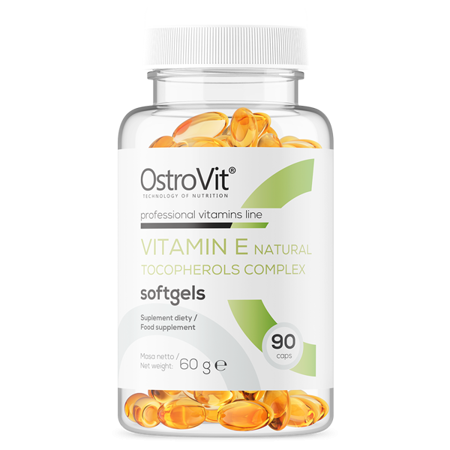 OstroVit®
TECHNOLOGY OF NUTRITION
professional vitamins line
VITAMIN E NATURAL
TOCOPHEROLS COMPLEX
softgels
Suplement diety /
Food supplement
90
caps
Masa netto /
Net weight: 60 g ℮